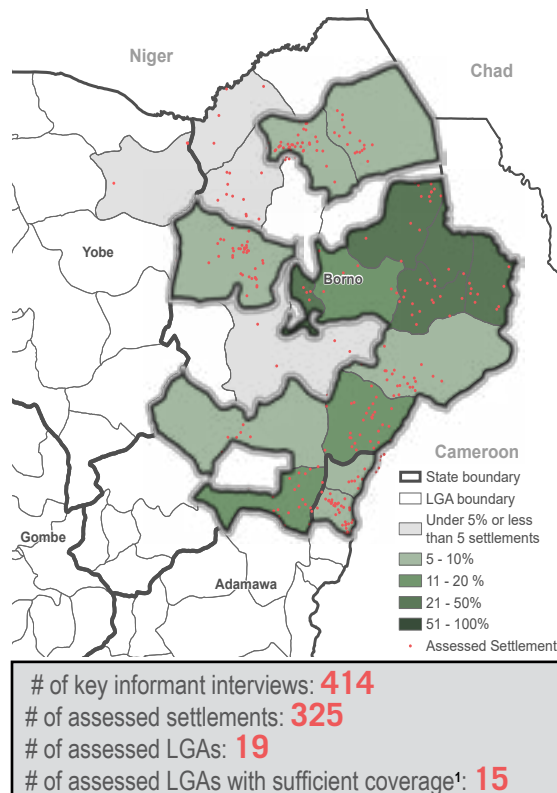 Niger
Chad
Yobe
Borno
Cameroon
State boundary
LGA boundary
Under 5% or less
than 5 settlements
5 - 10%
11 - 20 %
21 - 50%
51 - 100%
Assessed Settlement
Gombe
Adamawa
# of key informant interviews: 414
# of assessed settlements: 325
# of assessed LGAs: 19
# of assessed LGAs with sufficient coverage¹: 15